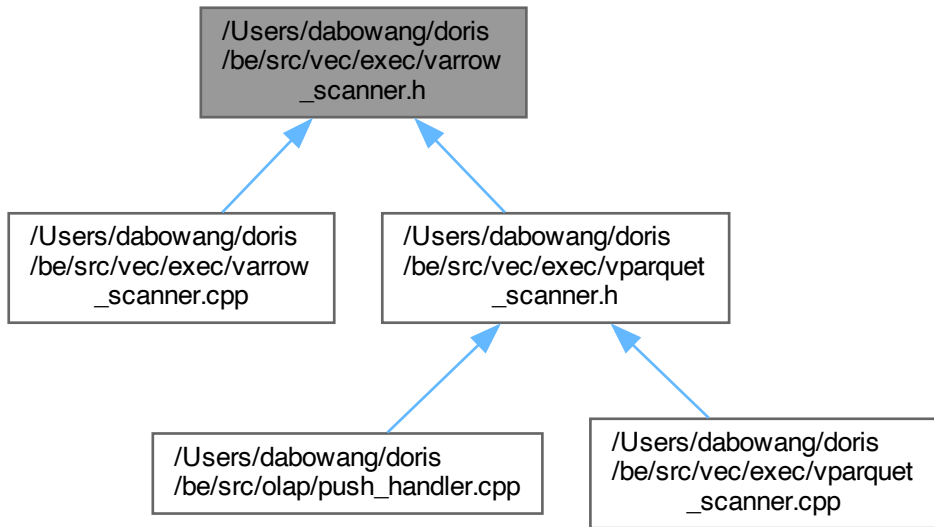 /Users/dabowang/doris
/be/src/vec/exec/varrow
_scanner.h
/Users/dabowang/doris
/be/src/vec/exec/varrow
_scanner.cpp
/Users/dabowang/doris
/be/src/vec/exec/vparquet
_scanner.h
/Users/dabowang/doris
/be/src/olap/push_handler.cpp
/Users/dabowang/doris
/be/src/vec/exec/vparquet
_scanner.cpp